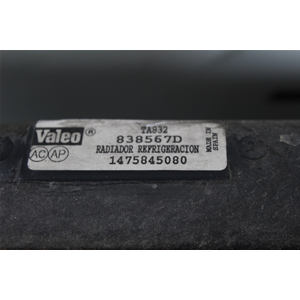 Valeo ®
TA932
838567D
RADIADOR REFRIGERACION
1475845080
AC AP
MADE IN
SPAIN